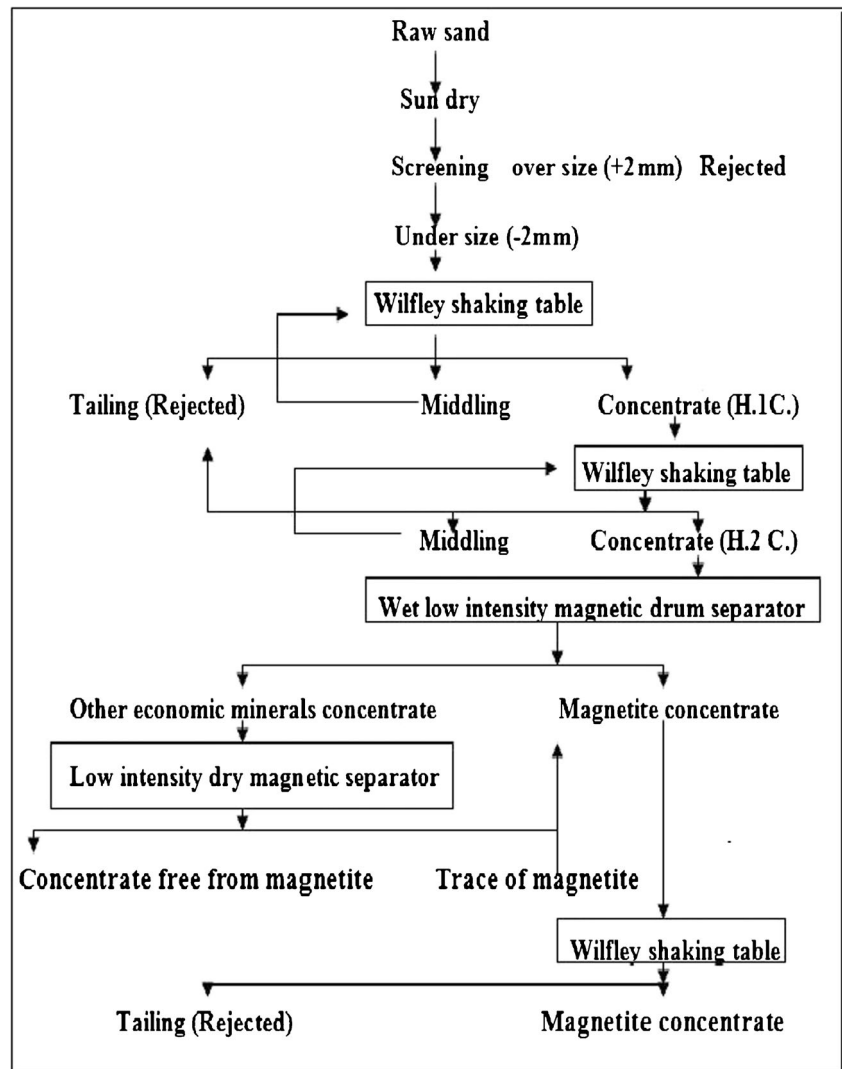 Raw sand
Sun dry
Screening over size (+2mm) Rejected
Under size (-2mm)
Wilfley shaking table
Tailing (Rejected) Middling Concentrate (H.1C.)
Wilfley shaking table
Middling Concentrate (H.2 C.)
Wet low intensity magnetic drum separator
Other economic minerals concentrate Magnetite concentrate
Low intensity dry magnetic separator
Concentrate free from magnetite Trace of magnetite
Wilfley shaking table
Tailing (Rejected) Magnetite concentrate